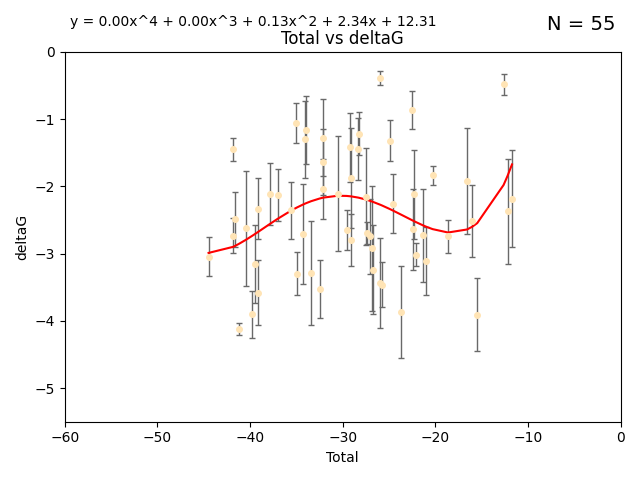 y = 0.00x^4 + 0.00x^3 + 0.13x^2 + 2.34x + 12.31
N = 55
Total vs deltaG
0
−1
−2
−3
−4
−5
deltaG
−60 −50 −40 −30 −20 −10 0
Total